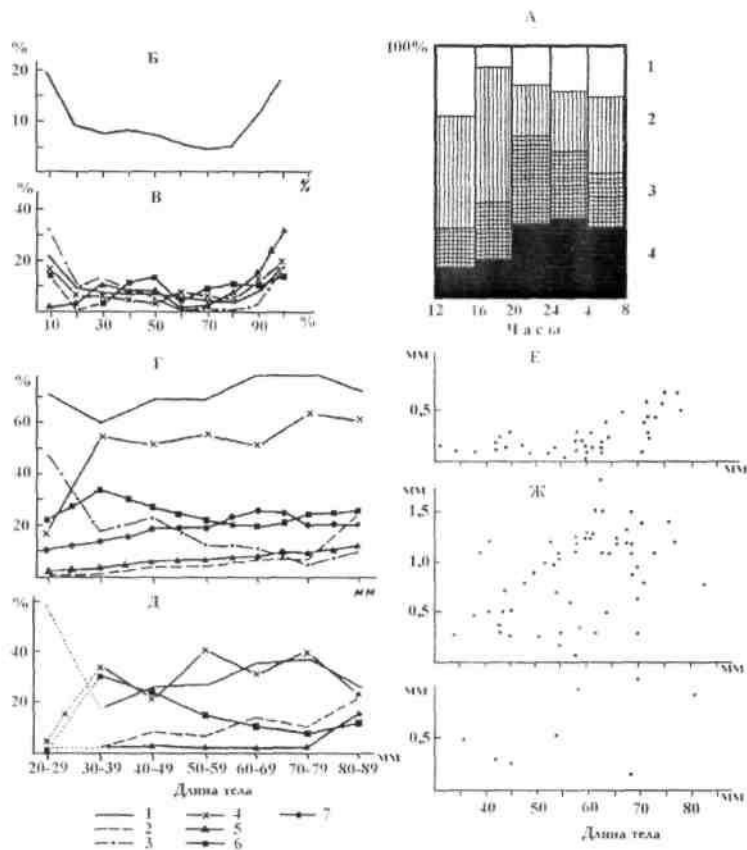 А
Б
%
20
10
%
В
%
40
20
10 30 50 70 90 %
100%
1
2
3
4
12 16 20 24 4 8
Часы
Г
%
60
40
20
мм
Д
%
40
20
20-29 30-39 40-49 50-59 60-69 70-79 80-89 мм
Длина тела
1 4 7
2 5
3 6
Е
мм
0,5
мм
Ж
мм
1,5
1,0
0,5
0,5
40 50 60 70 80 мм
Длина тела